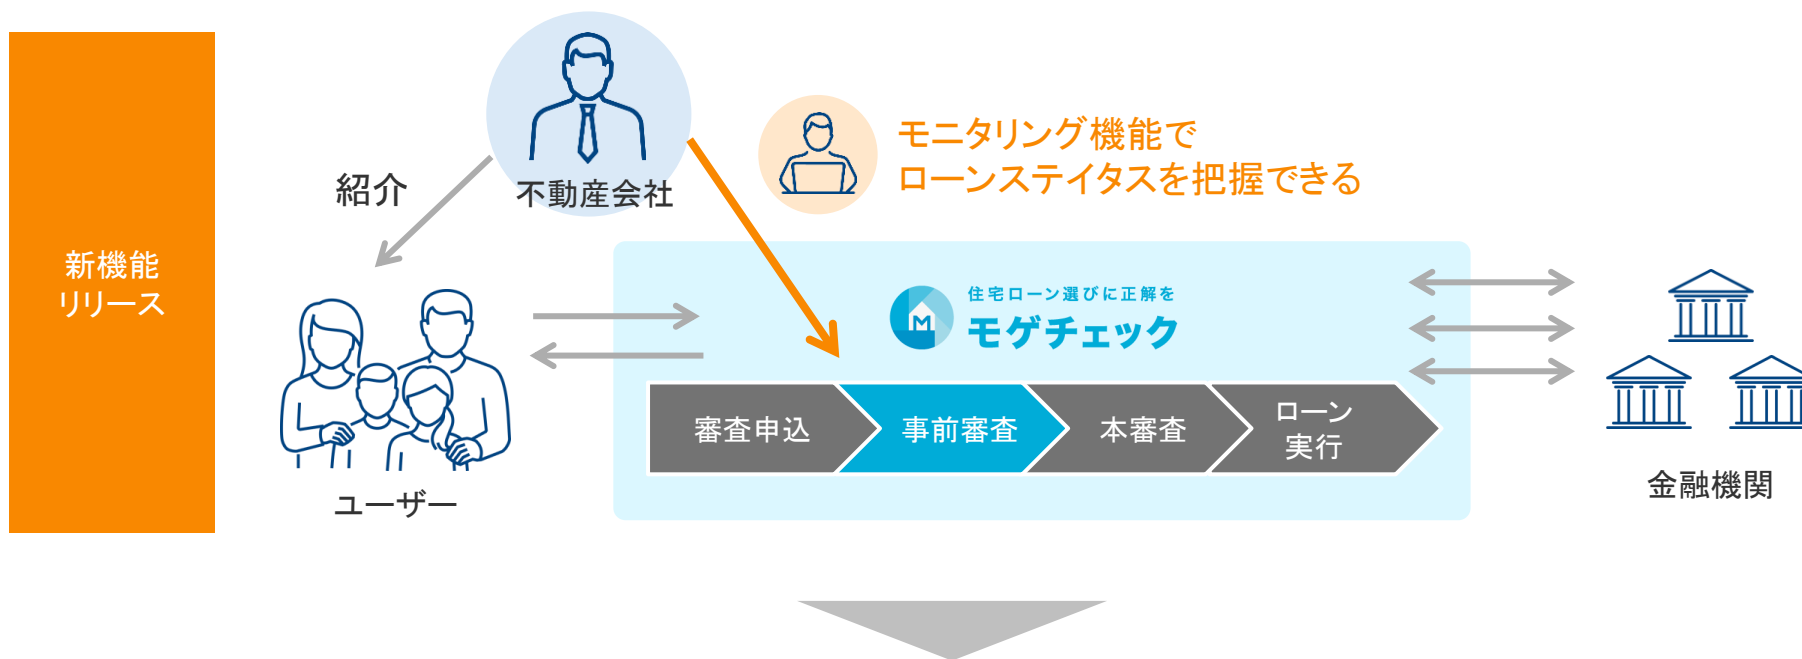 新機能
リリース
不動産会社
紹介
モニタリング機能で
ローンステイタスを把握できる
住宅ローン選びに正解を
モゲチェック
審査申込
事前審査
本審査
ローン
実行
ユーザー
金融機関